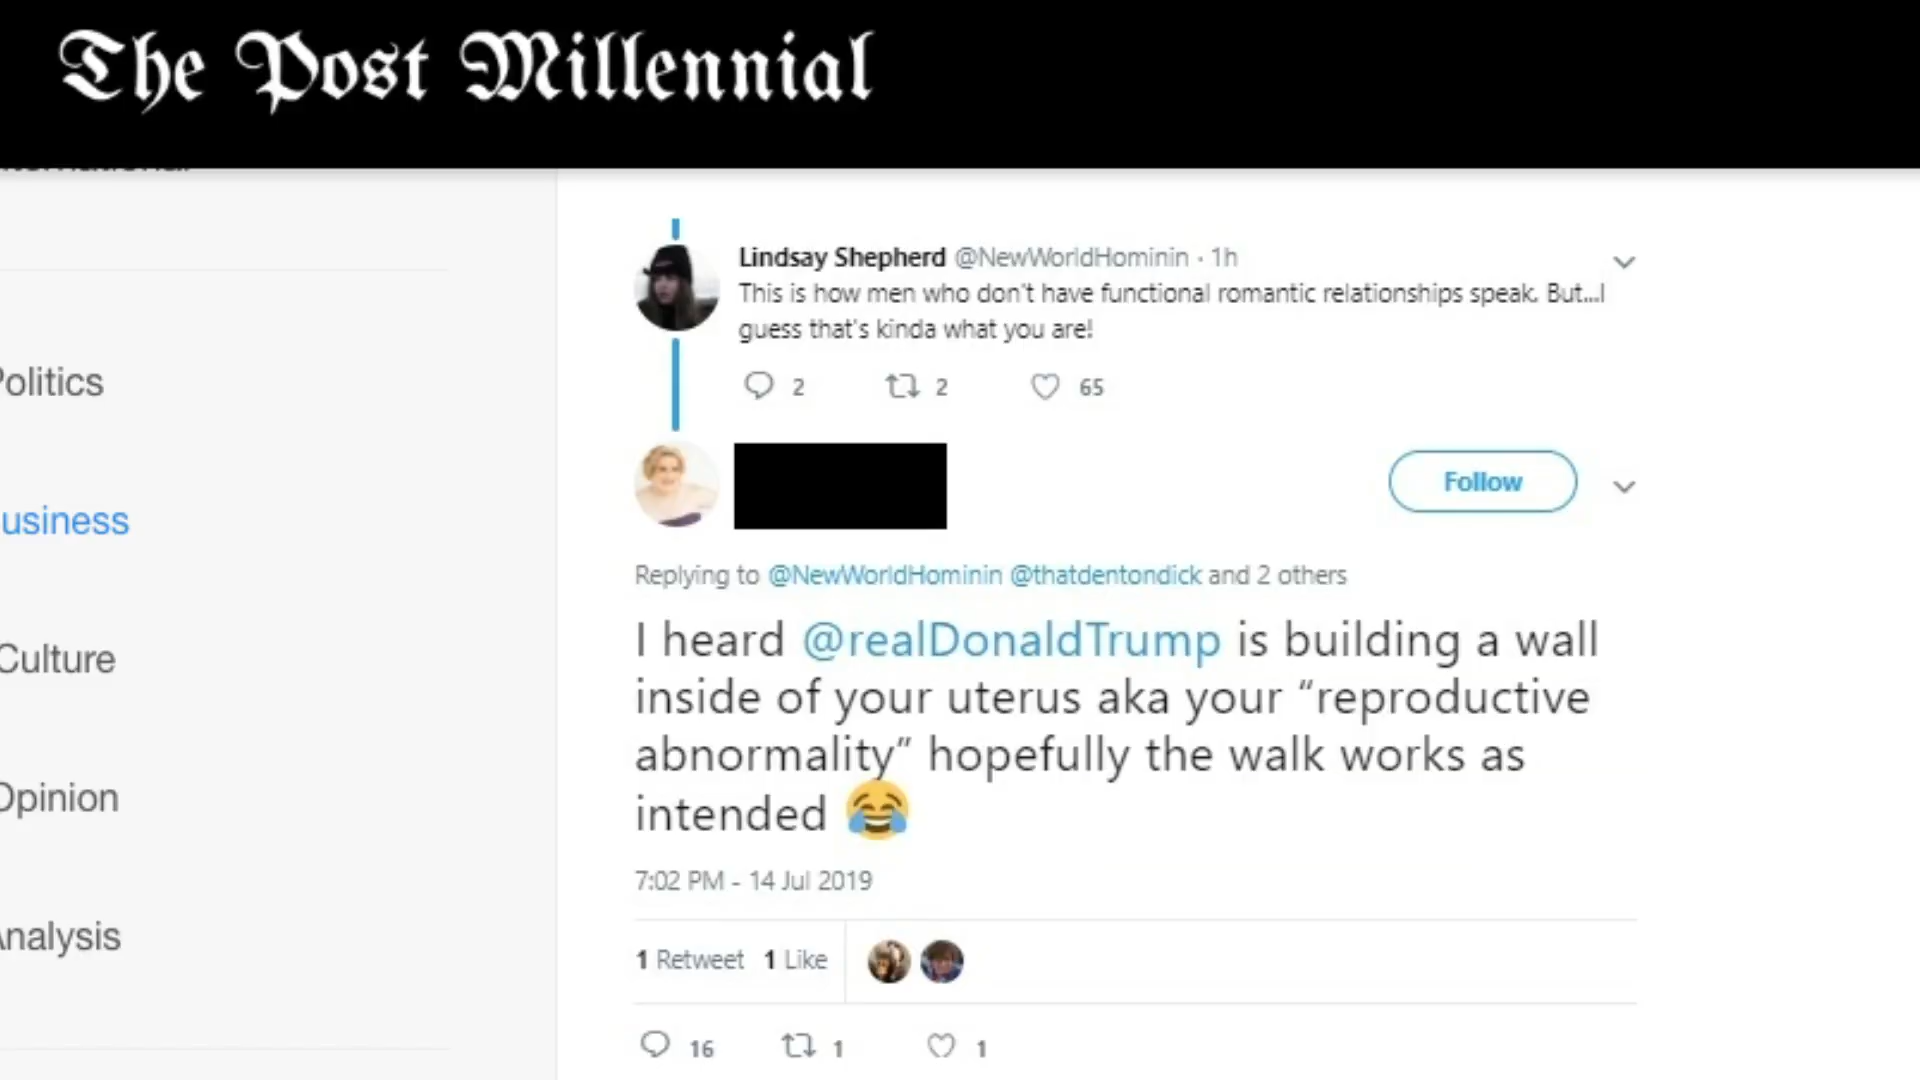 The Post Millennial
Lindsay Shepherd @NewWorldHominin · 1h
This is how men who don't have functional romantic relationships speak. But...I
guess that's kinda what you are!
2 2 65
Follow
Replying to @NewWorldHominin @thatdentondick and 2 others
I heard @realDonaldTrump is building a wall
inside of your uterus aka your “reproductive
abnormality” hopefully the walk works as
intended 😂
7:02 PM - 14 Jul 2019
1 Retweet 1 Like
16 1 1
Politics
usiness
Culture
Opinion
Analysis